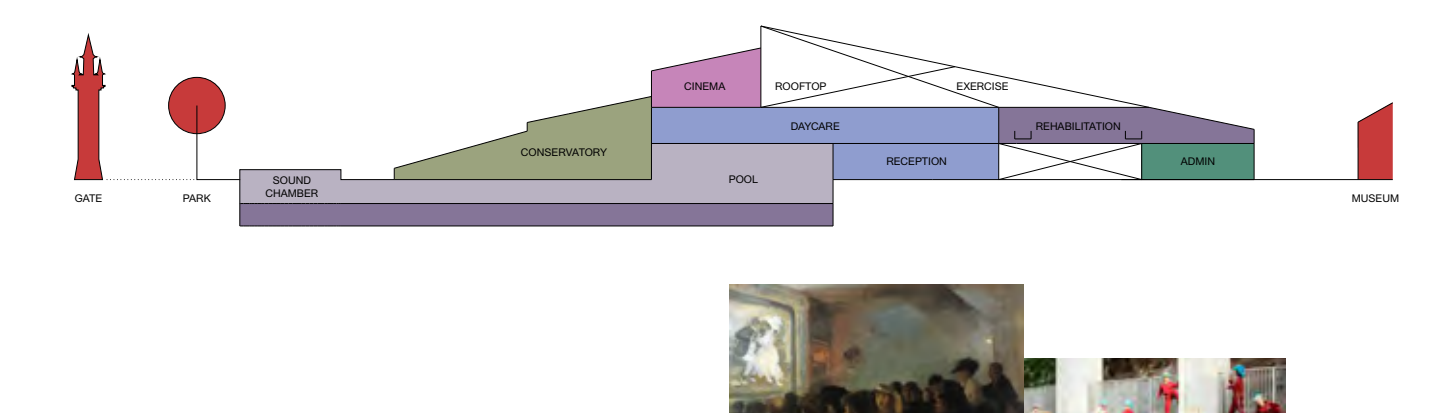 CINEMA
ROOFTOP
EXERCISE
DAYCARE
REHABILITATION
CONSERVATORY
RECEPTION
ADMIN
SOUND
CHAMBER
POOL
GATE
PARK
MUSEUM